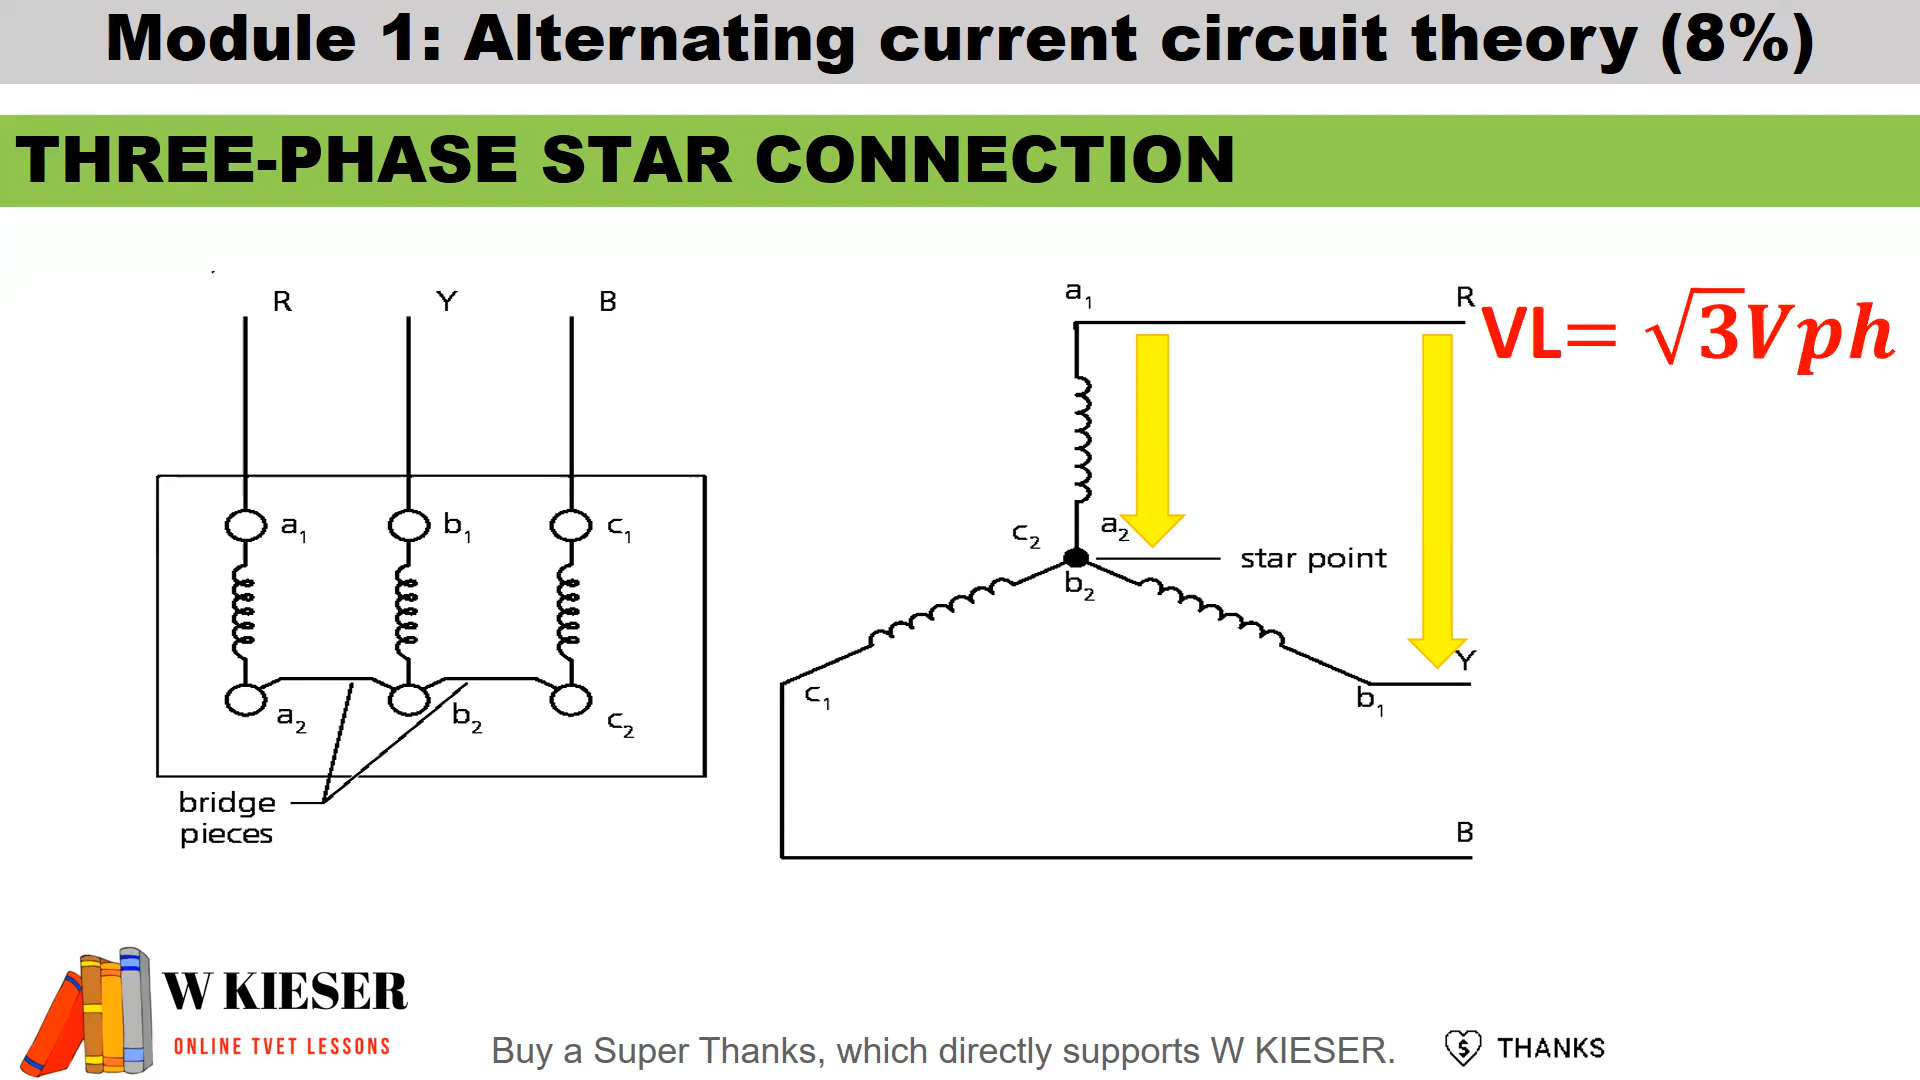 Module 1: Alternating current circuit theory (8%)
THREE-PHASE STAR CONNECTION
R Y B
a1 b1 c1
a2 b2 c2
bridge
pieces
a1 R
VL= √3Vph
c2 a2
star point
b2
Y
c1 b1
B
W KIESER
ONLINE TVET LESSONS
Buy a Super Thanks, which directly supports W KIESER.
$ THANKS